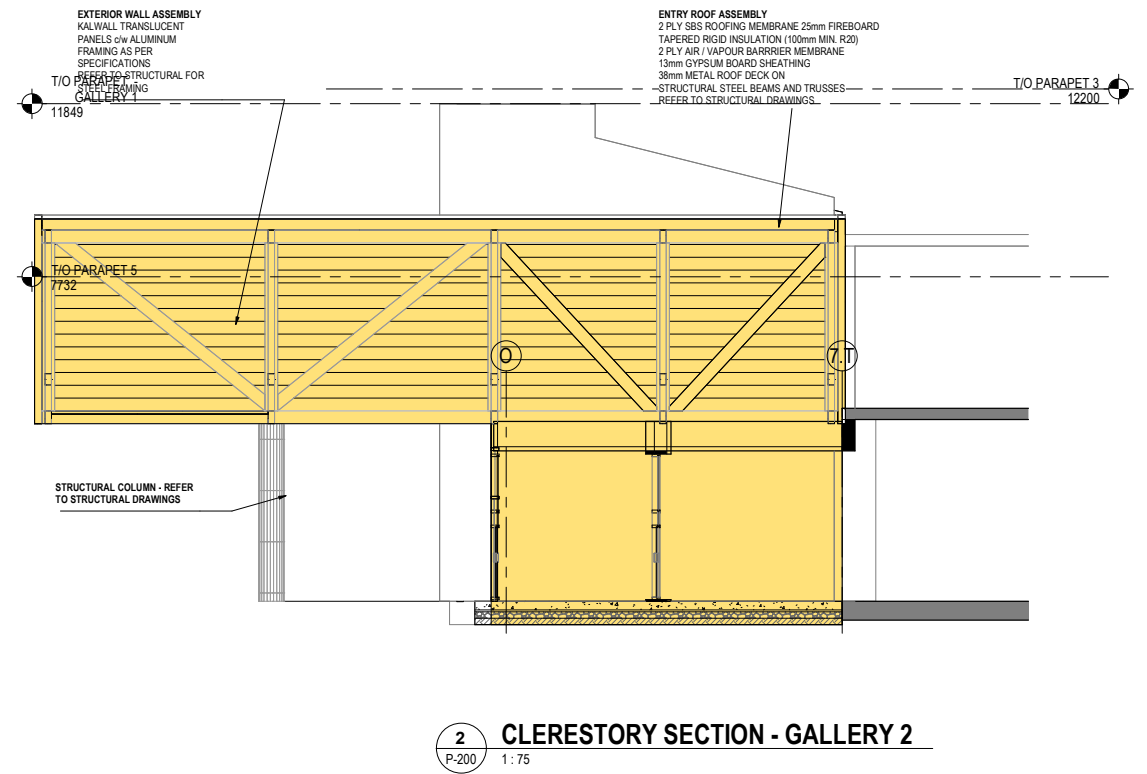 EXTERIOR WALL ASSEMBLY
KALWALL TRANSLUCENT
PANELS c/w ALUMINUM
FRAMING AS PER
SPECIFICATIONS
REFER TO STRUCTURAL FOR
STEEL FRAMING
T/O PARAPET -
GALLERY 1
11849
ENTRY ROOF ASSEMBLY
2 PLY SBS ROOFING MEMBRANE 25mm FIREBOARD
TAPERED RIGID INSULATION (100mm MIN. R20)
2 PLY AIR / VAPOUR BARRRIER MEMBRANE
13mm GYPSUM BOARD SHEATHING
38mm METAL ROOF DECK ON
STRUCTURAL STEEL BEAMS AND TRUSSES
REFER TO STRUCTURAL DRAWINGS
T/O PARAPET 3
12200
T/O PARAPET 5
7732
O
7.T
STRUCTURAL COLUMN - REFER
TO STRUCTURAL DRAWINGS
2
P-200
CLERESTORY SECTION - GALLERY 2
1 : 75